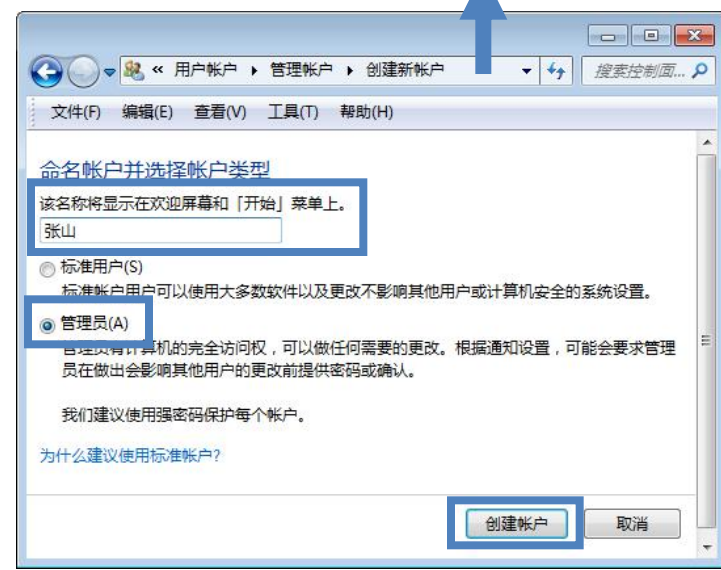 « 用户帐户 ▸ 管理帐户 ▸ 创建新帐户 搜索控制面...
文件(F) 编辑(E) 查看(V) 工具(T) 帮助(H)
命名帐户并选择帐户类型
该名称将显示在欢迎屏幕和「开始」菜单上。
张山
标准用户(S)
标准帐户用户可以使用大多数软件以及更改不影响其他用户或计算机安全的系统设置。
管理员(A)
管理员有计算机的完全访问权，可以做任何需要的更改。根据通知设置，可能会要求管理
员在做出会影响其他用户的更改前提供密码或确认。
我们建议使用强密码保护每个帐户。
为什么建议使用标准帐户?
创建帐户 取消